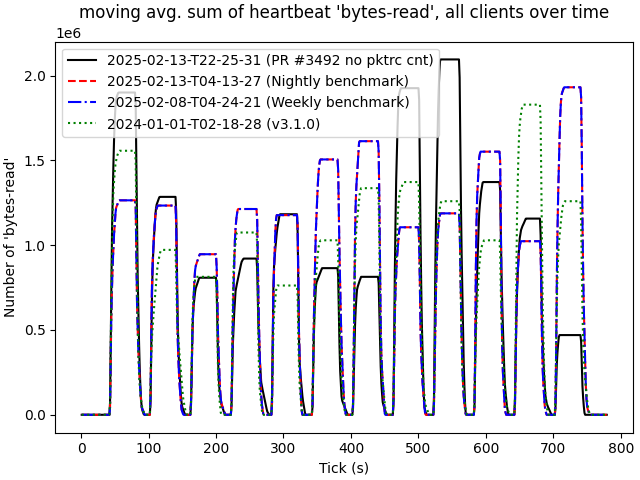 moving avg. sum of heartbeat 'bytes-read', all clients over time
1e6
2025-02-13-T22-25-31 (PR #3492 no pktrc cnt)
2025-02-13-T04-13-27 (Nightly benchmark)
2025-02-08-T04-24-21 (Weekly benchmark)
2024-01-01-T02-18-28 (v3.1.0)
Number of 'bytes-read'
2.0
1.5
1.0
0.5
0.0
0 100 200 300 400 500 600 700 800
Tick (s)